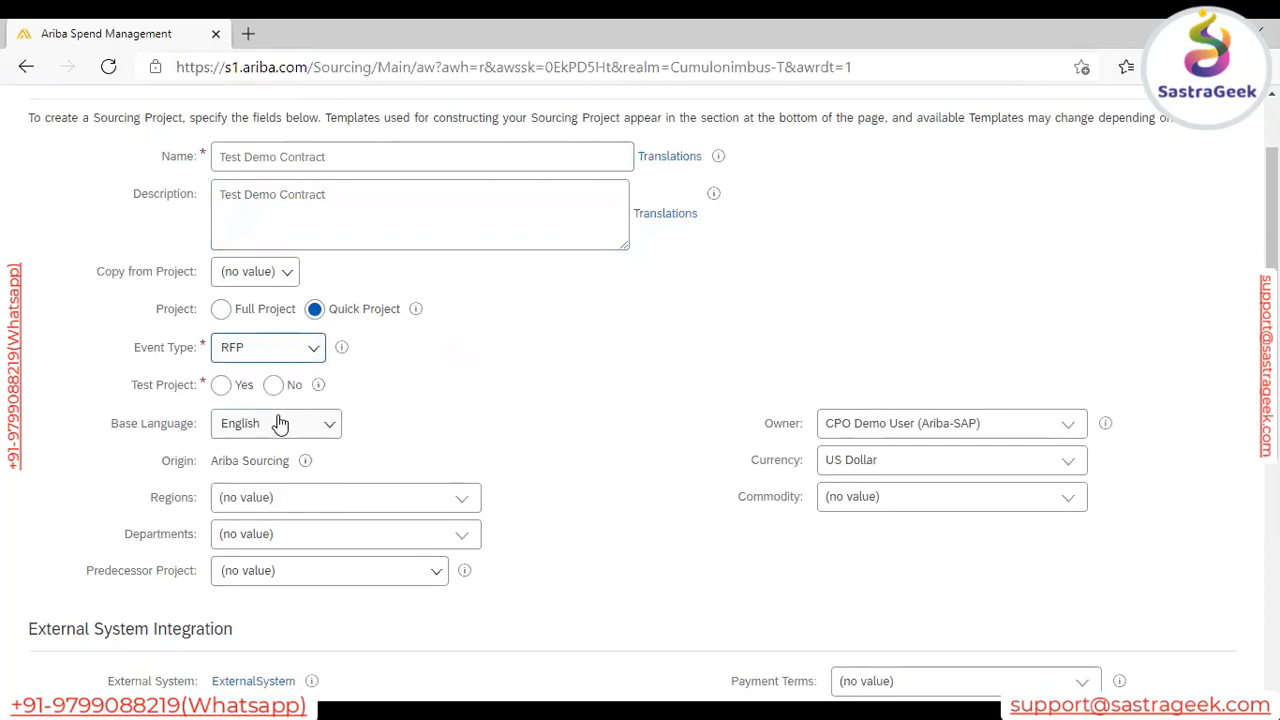 Ariba Spend Management
https://s1.ariba.com/Sourcing/Main/aw?awh=r&awssk=0EkPD5Ht&realm=Cumulonimbus-T&awrdt=1
SastraGeek
To create a Sourcing Project, specify the fields below. Templates used for constructing your Sourcing Project appear in the section at the bottom of the page, and available Templates may change depending
Name: * Test Demo Contract Translations
Description: Test Demo Contract
Translations
Copy from Project: (no value)
Project: Full Project Quick Project
Event Type: * RFP
Test Project: * Yes No
Base Language: English Owner: CPO Demo User (Ariba-SAP)
Origin: Ariba Sourcing Currency: US Dollar
Regions: (no value) Commodity: (no value)
Departments: (no value)
Predecessor Project: (no value)
External System Integration
External System: ExternalSystem Payment Terms: (no value)
+91-9799088219(Whatsapp)
support@sastrageek.com
+91-9799088219(Whatsapp)
support@sastrageek.com